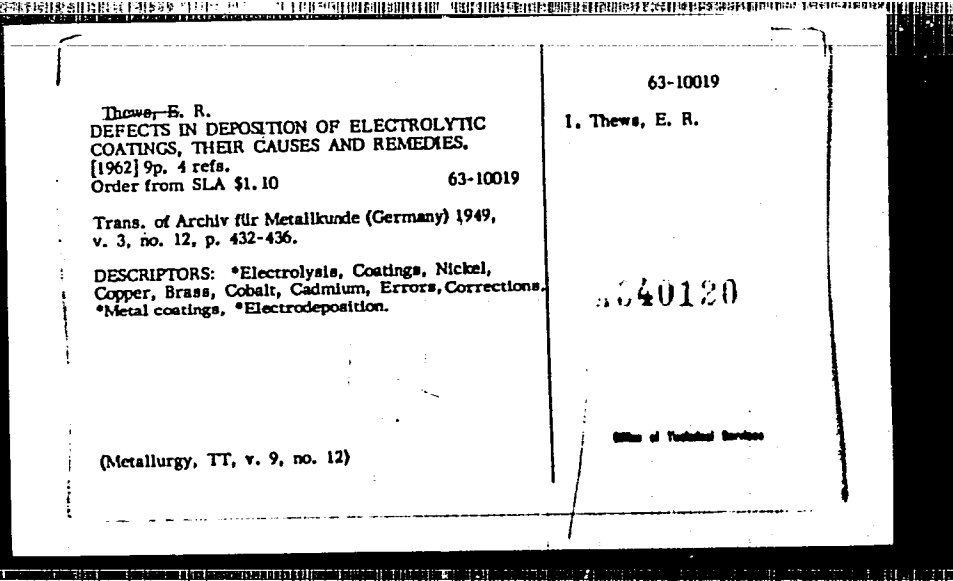 Thews, E. R.
DEFECTS IN DEPOSITION OF ELECTROLYTIC
COATINGS, THEIR CAUSES AND REMEDIES.
[1962] 9p. 4 refs.
Order from SLA $1.10 63-10019
Trans. of Archiv für Metallkunde (Germany) 1949,
v. 3, no. 12, p. 432-436.
DESCRIPTORS: *Electrolysis, Coatings, Nickel,
Copper, Brass, Cobalt, Cadmium, Errors, Corrections.
*Metal coatings, *Electrodeposition.
(Metallurgy, TT, v. 9, no. 12)
63-10019
I. Thews, E. R.
340120
Office of Technical Services